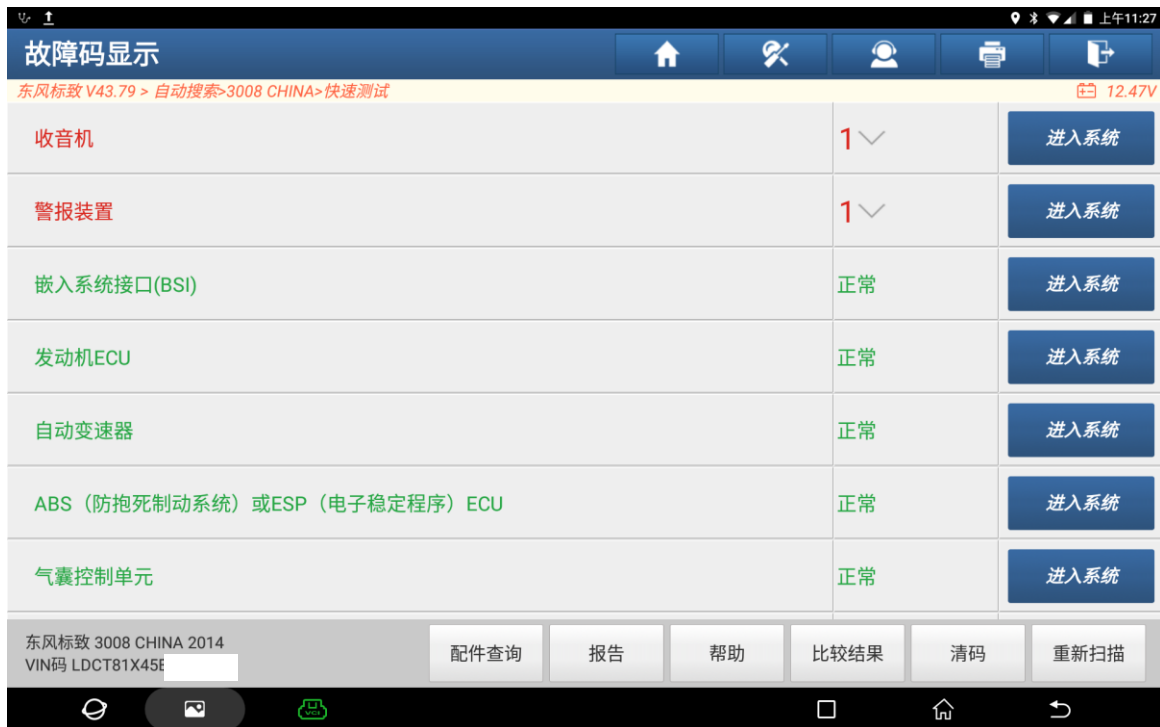 上午11:27
故障码显示
东风标致 V43.79 > 自动搜索>3008 CHINA>快速测试 12.47V
收音机 1 进入系统
警报装置 1 进入系统
嵌入系统接口(BSI) 正常 进入系统
发动机ECU 正常 进入系统
自动变速器 正常 进入系统
ABS（防抱死制动系统）或ESP（电子稳定程序）ECU 正常 进入系统
气囊控制单元 正常 进入系统
东风标致 3008 CHINA 2014
VIN码 LDCT81X45E
配件查询 报告 帮助 比较结果 清码 重新扫描
VCI